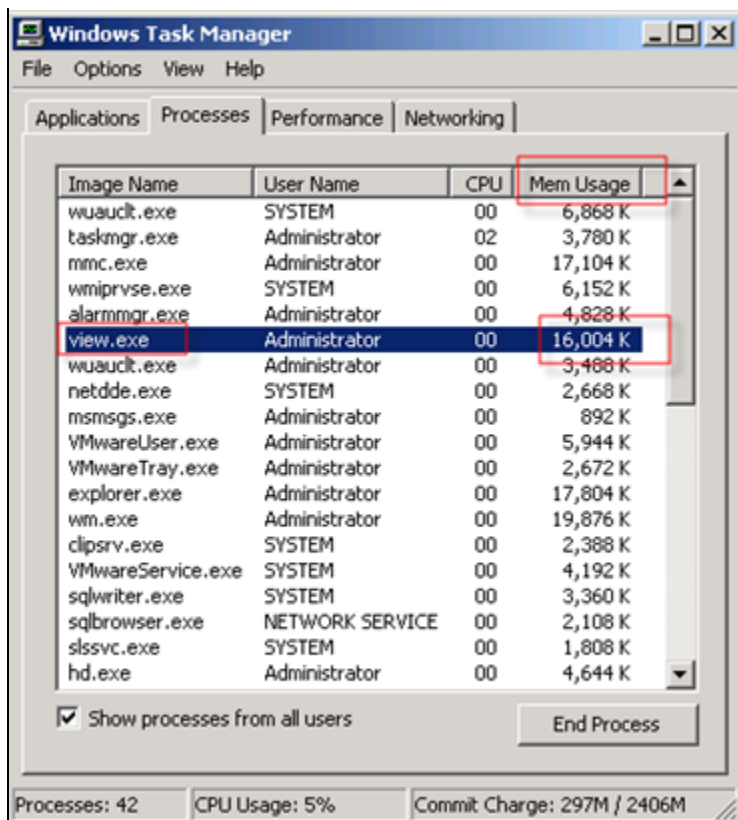 Windows Task Manager
File Options View Help
Applications Processes Performance Networking
Image Name User Name CPU Mem Usage
wuauclt.exe SYSTEM 00 6,868 K
taskmgr.exe Administrator 02 3,780 K
mmc.exe Administrator 00 17,104 K
wmiprvse.exe SYSTEM 00 6,152 K
alarmmgr.exe Administrator 00 4,828 K
view.exe Administrator 00 16,004 K
wuauclt.exe Administrator 00 3,488 K
netdde.exe SYSTEM 00 2,668 K
msmsgs.exe Administrator 00 892 K
VMwareUser.exe Administrator 00 5,944 K
VMwareTray.exe Administrator 00 2,672 K
explorer.exe Administrator 00 17,804 K
wm.exe Administrator 00 19,876 K
clipsrv.exe SYSTEM 00 2,388 K
VMwareService.exe SYSTEM 00 4,192 K
sqlwriter.exe SYSTEM 00 3,360 K
sqlbrowser.exe NETWORK SERVICE 00 2,108 K
slssvc.exe SYSTEM 00 1,808 K
hd.exe Administrator 00 4,644 K
Show processes from all users End Process
Processes: 42 CPU Usage: 5% Commit Charge: 297M / 2406M